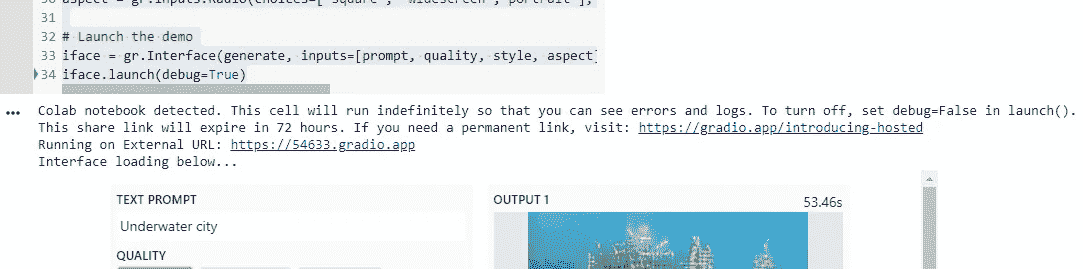 30 aspect = gr.inputs.Radio(choices=["square", "widescreen","portrait"],
31
32 # Launch the demo
33 iface = gr.Interface(generate, inputs=[prompt, quality, style, aspect]
34 iface.launch(debug=True)
Colab notebook detected. This cell will run indefinitely so that you can see errors and logs. To turn off, set debug=False in launch().
This share link will expire in 72 hours. If you need a permanent link, visit: https://gradio.app/introducing-hosted
Running on External URL: https://54633.gradio.app
Interface loading below...
TEXT PROMPT
Underwater city
QUALITY
OUTPUT 1
53.46s